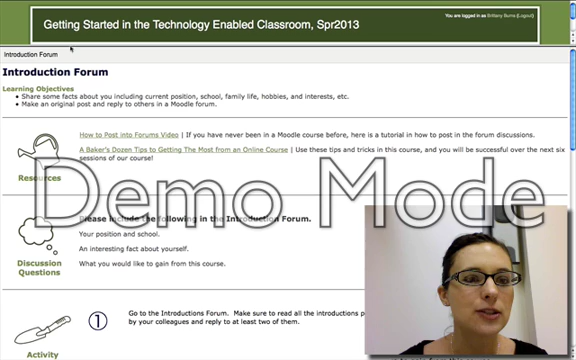 You are logged in as Brittany Burns (Logout)
Getting Started in the Technology Enabled Classroom, Spr2013
Introduction Forum
Introduction Forum
Learning Objectives
• Share some facts about you including current position, school, family life, hobbies, and interests, etc.
• Make an original post and reply to others in a Moodle forum.
How to Post into Forums Video | If you have never been in a Moodle course before, here is a tutorial in how to post in the forum discussions.
A Baker's Dozen Tips to Getting The Most from an Online Course | Use these tips and tricks in this course, and you will be successful over the next six
sessions of our course!
Resources
Demo Mode
Please include the following in the Introduction Forum.
Your position and school.
An interesting fact about yourself.
What you would like to gain from this course.
Discussion
Questions
1
Go to the Introductions Forum. Make sure to read all the introductions p
by your colleagues and reply to at least two of them.
Activity